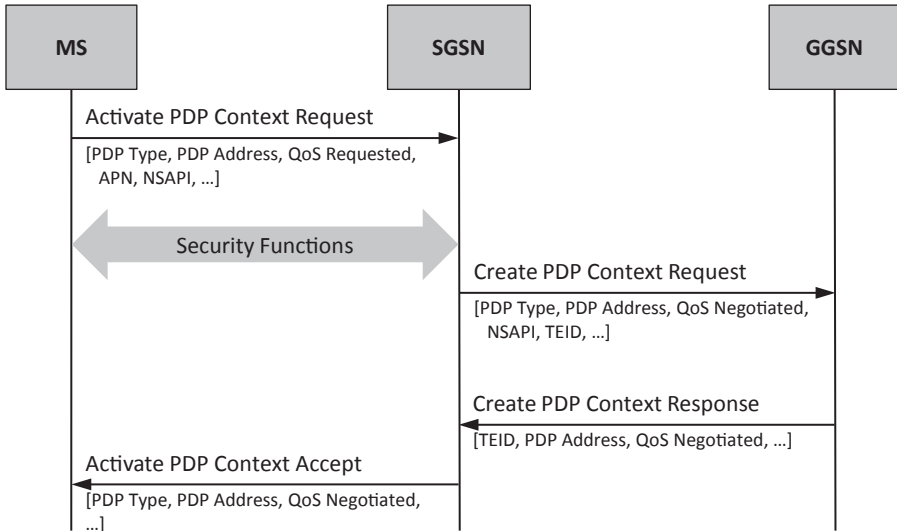 MS
SGSN
GGSN
Activate PDP Context Request
[PDP Type, PDP Address, QoS Requested,
APN, NSAPI, ...]
Security Functions
Create PDP Context Request
[PDP Type, PDP Address, QoS Negotiated,
NSAPI, TEID, ...]
Create PDP Context Response
[TEID, PDP Address, QoS Negotiated, ...]
Activate PDP Context Accept
[PDP Type, PDP Address, QoS Negotiated,
...]